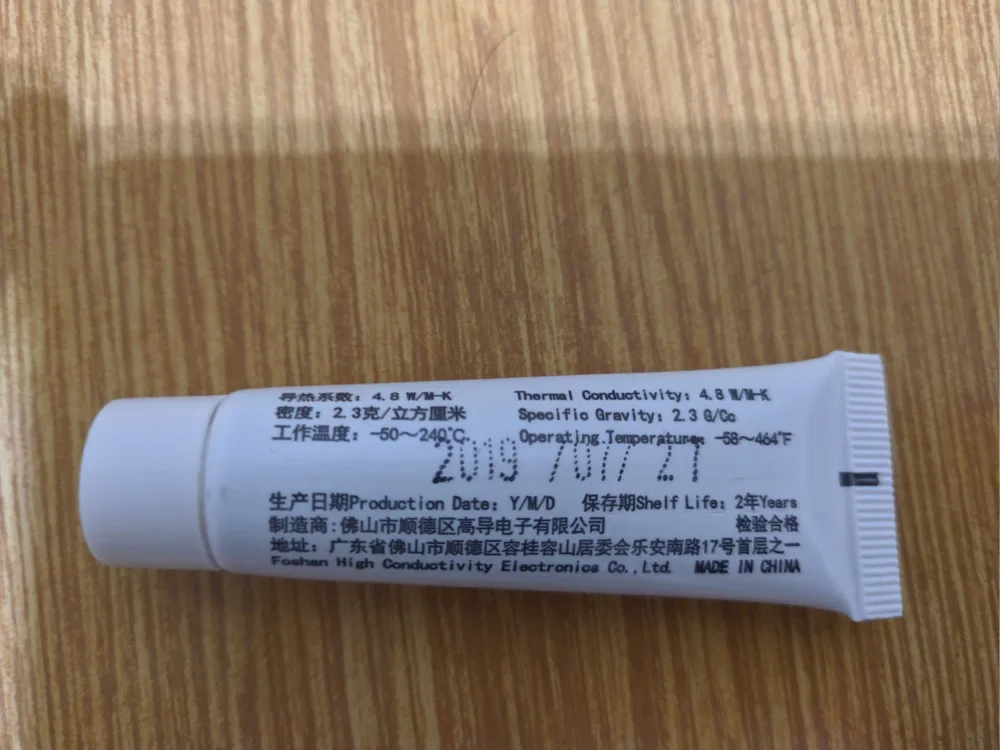 导热系数: 4.8 W/M-K Thermal Conductivity: 4.8 W/M-K
密度: 2.3克/立方厘米 Specific Gravity: 2.3 G/Cc
工作温度: -50～240℃ Operating Temperature: -58～464℉
2019 /07/ 27
生产日期Production Date: Y/M/D 保存期Shelf Life: 2年Years
制造商:佛山市顺德区高导电子有限公司 检验合格
地址: 广东省佛山市顺德区容桂容山居委会乐安南路17号首层之一
Foshan High Conductivity Electronics Co.,Ltd. MADE IN CHINA